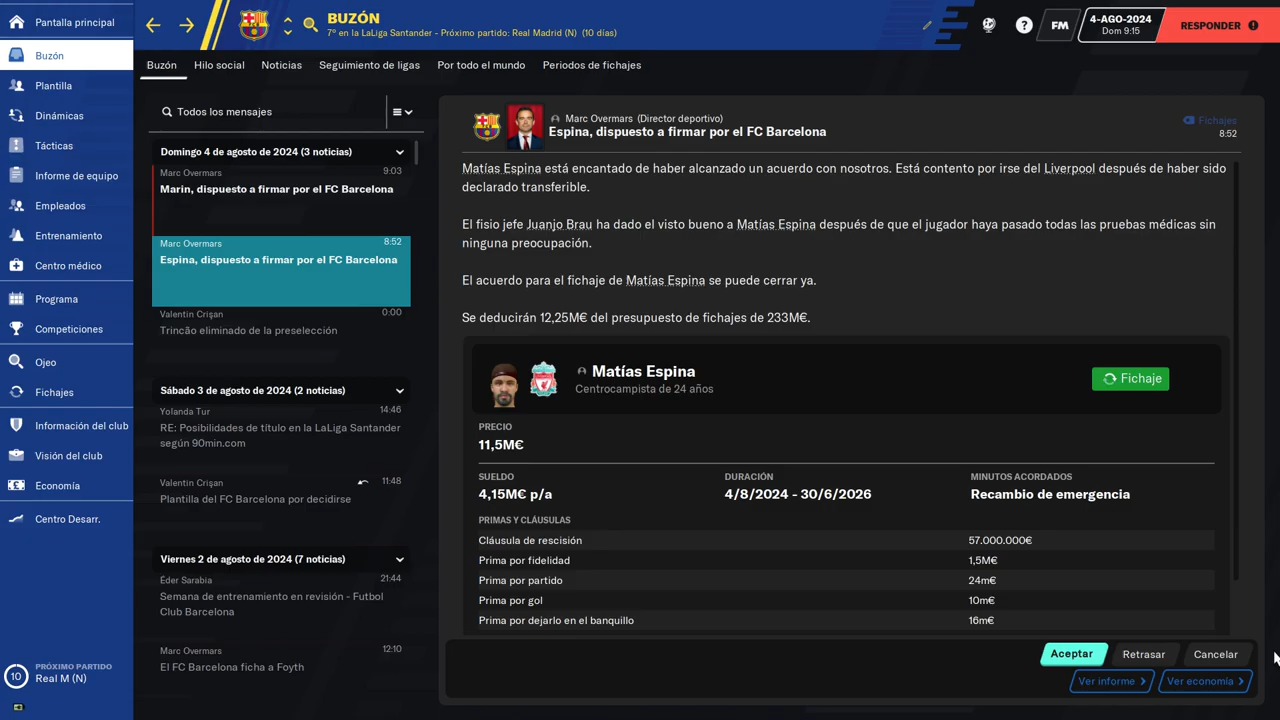 Pantalla principal
Buzón
Plantilla
Dinámicas
Tácticas
Informe de equipo
Empleados
Entrenamiento
Centro médico
Programa
Competiciones
Ojeo
Fichajes
Información del club
Visión del club
Economía
Centro Desarr.
10
PRÓXIMO PARTIDO
Real M (N)
BUZÓN
7º en la LaLiga Santander - Próximo partido: Real Madrid (N) (10 días)
FM
4-AGO-2024
Dom 9:15
RESPONDER
Buzón Hilo social Noticias Seguimiento de ligas Por todo el mundo Periodos de fichajes
Todos los mensajes
Domingo 4 de agosto de 2024 (3 noticias)
Marc Overmars 9:03
Marin, dispuesto a firmar por el FC Barcelona
Marc Overmars 8:52
Espina, dispuesto a firmar por el FC Barcelona
Valentin Crișan 0:00
Trincão eliminado de la preselección
Sábado 3 de agosto de 2024 (2 noticias)
Yolanda Tur 14:46
RE: Posibilidades de título en la LaLiga Santander
según 90min.com
Valentin Crișan 11:48
Plantilla del FC Barcelona por decidirse
Viernes 2 de agosto de 2024 (7 noticias)
Éder Sarabia 21:44
Semana de entrenamiento en revisión - Futbol
Club Barcelona
Marc Overmars 12:10
El FC Barcelona ficha a Foyth
Marc Overmars (Director deportivo)
Espina, dispuesto a firmar por el FC Barcelona
Fichajes
8:52
Matías Espina está encantado de haber alcanzado un acuerdo con nosotros. Está contento por irse del Liverpool después de haber sido
declarado transferible.
El fisio jefe Juanjo Brau ha dado el visto bueno a Matías Espina después de que el jugador haya pasado todas las pruebas médicas sin
ninguna preocupación.
El acuerdo para el fichaje de Matías Espina se puede cerrar ya.
Se deducirán 12,25M€ del presupuesto de fichajes de 233M€.
Matías Espina
Centrocampista de 24 años
Fichaje
PRECIO
11,5M€
SUELDO DURACIÓN MINUTOS ACORDADOS
4,15M€ p/a 4/8/2024 - 30/6/2026 Recambio de emergencia
PRIMAS Y CLÁUSULAS
Cláusula de rescisión 57.000.000€
Prima por fidelidad 1,5M€
Prima por partido 24m€
Prima por gol 10m€
Prima por dejarlo en el banquillo 16m€
Aceptar Retrasar Cancelar
Ver informe Ver economía